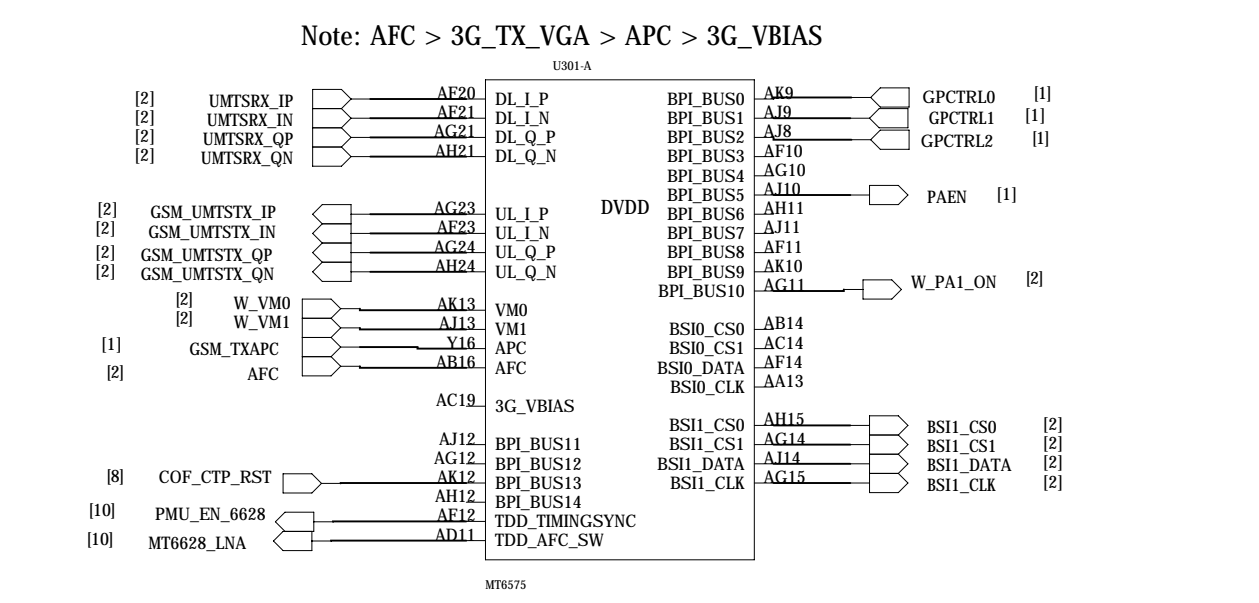 Note: AFC > 3G_TX_VGA > APC > 3G_VBIAS
U301-A
[2] UMTSRX_IP AF20 DL_I_P BPI_BUS0 AK9 GPCTRL0 [1]
[2] UMTSRX_IN AF21 DL_I_N BPI_BUS1 AJ9 GPCTRL1 [1]
[2] UMTSRX_QP AG21 DL_Q_P BPI_BUS2 AJ8 GPCTRL2 [1]
[2] UMTSRX_QN AH21 DL_Q_N BPI_BUS3 AF10
BPI_BUS4 AG10
BPI_BUS5 AJ10 PAEN [1]
[2] GSM_UMTSTX_IP AG23 UL_I_P DVDD BPI_BUS6 AH11
[2] GSM_UMTSTX_IN AF23 UL_I_N BPI_BUS7 AJ11
[2] GSM_UMTSTX_QP AG24 UL_Q_P BPI_BUS8 AF11
[2] GSM_UMTSTX_QN AH24 UL_Q_N BPI_BUS9 AK10
BPI_BUS10 AG11 W_PA1_ON [2]
[2] W_VM0 AK13 VM0
[2] W_VM1 AJ13 VM1 BSI0_CS0 AB14
[1] GSM_TXAPC Y16 APC BSI0_CS1 AC14
[2] AFC AB16 AFC BSI0_DATA AF14
BSI0_CLK AA13
AC19 3G_VBIAS
BSI1_CS0 AH15 BSI1_CS0 [2]
AJ12 BPI_BUS11 BSI1_CS1 AG14 BSI1_CS1 [2]
AG12 BPI_BUS12 BSI1_DATA AJ14 BSI1_DATA [2]
[8] COF_CTP_RST AK12 BPI_BUS13 BSI1_CLK AG15 BSI1_CLK [2]
AH12 BPI_BUS14
[10] PMU_EN_6628 AF12 TDD_TIMINGSYNC
[10] MT6628_LNA AD11 TDD_AFC_SW
MT6575